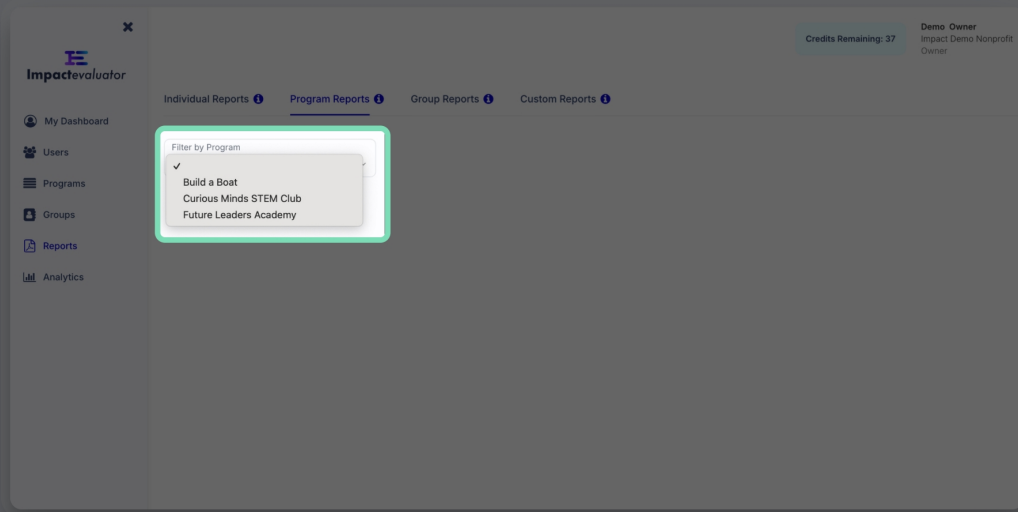 Credits Remaining: 37
Demo Owner
Impact Demo Nonprofit
Owner
Impactevaluator
Individual Reports
Program Reports
Group Reports
Custom Reports
My Dashboard
Users
Programs
Groups
Reports
Analytics
Filter by Program
Build a Boat
Curious Minds STEM Club
Future Leaders Academy